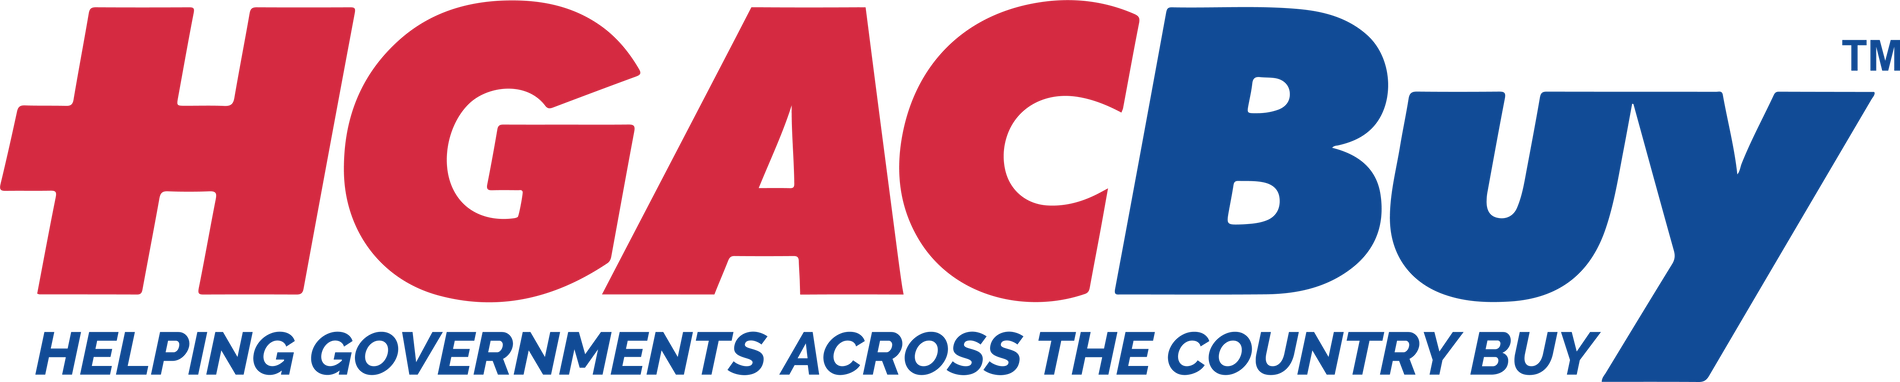 HGACBuy™
HELPING GOVERNMENTS ACROSS THE COUNTRY BUY